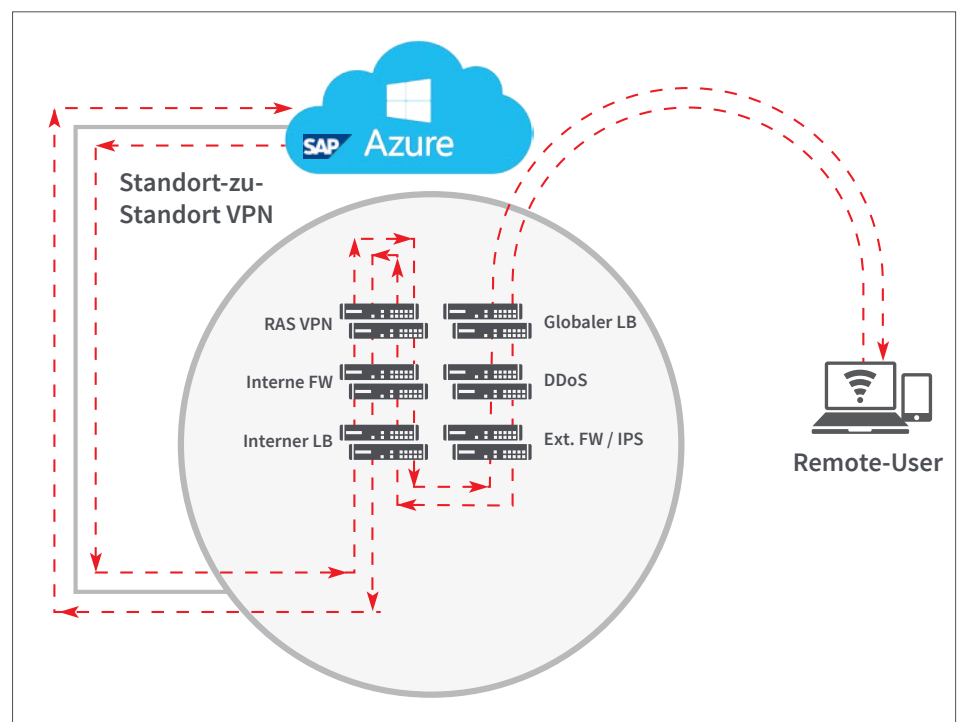 SAP Azure
Standort-zu-
Standort VPN
RAS VPN
Globaler LB
Interne FW
DDoS
Interner LB
Ext. FW / IPS
Remote-User